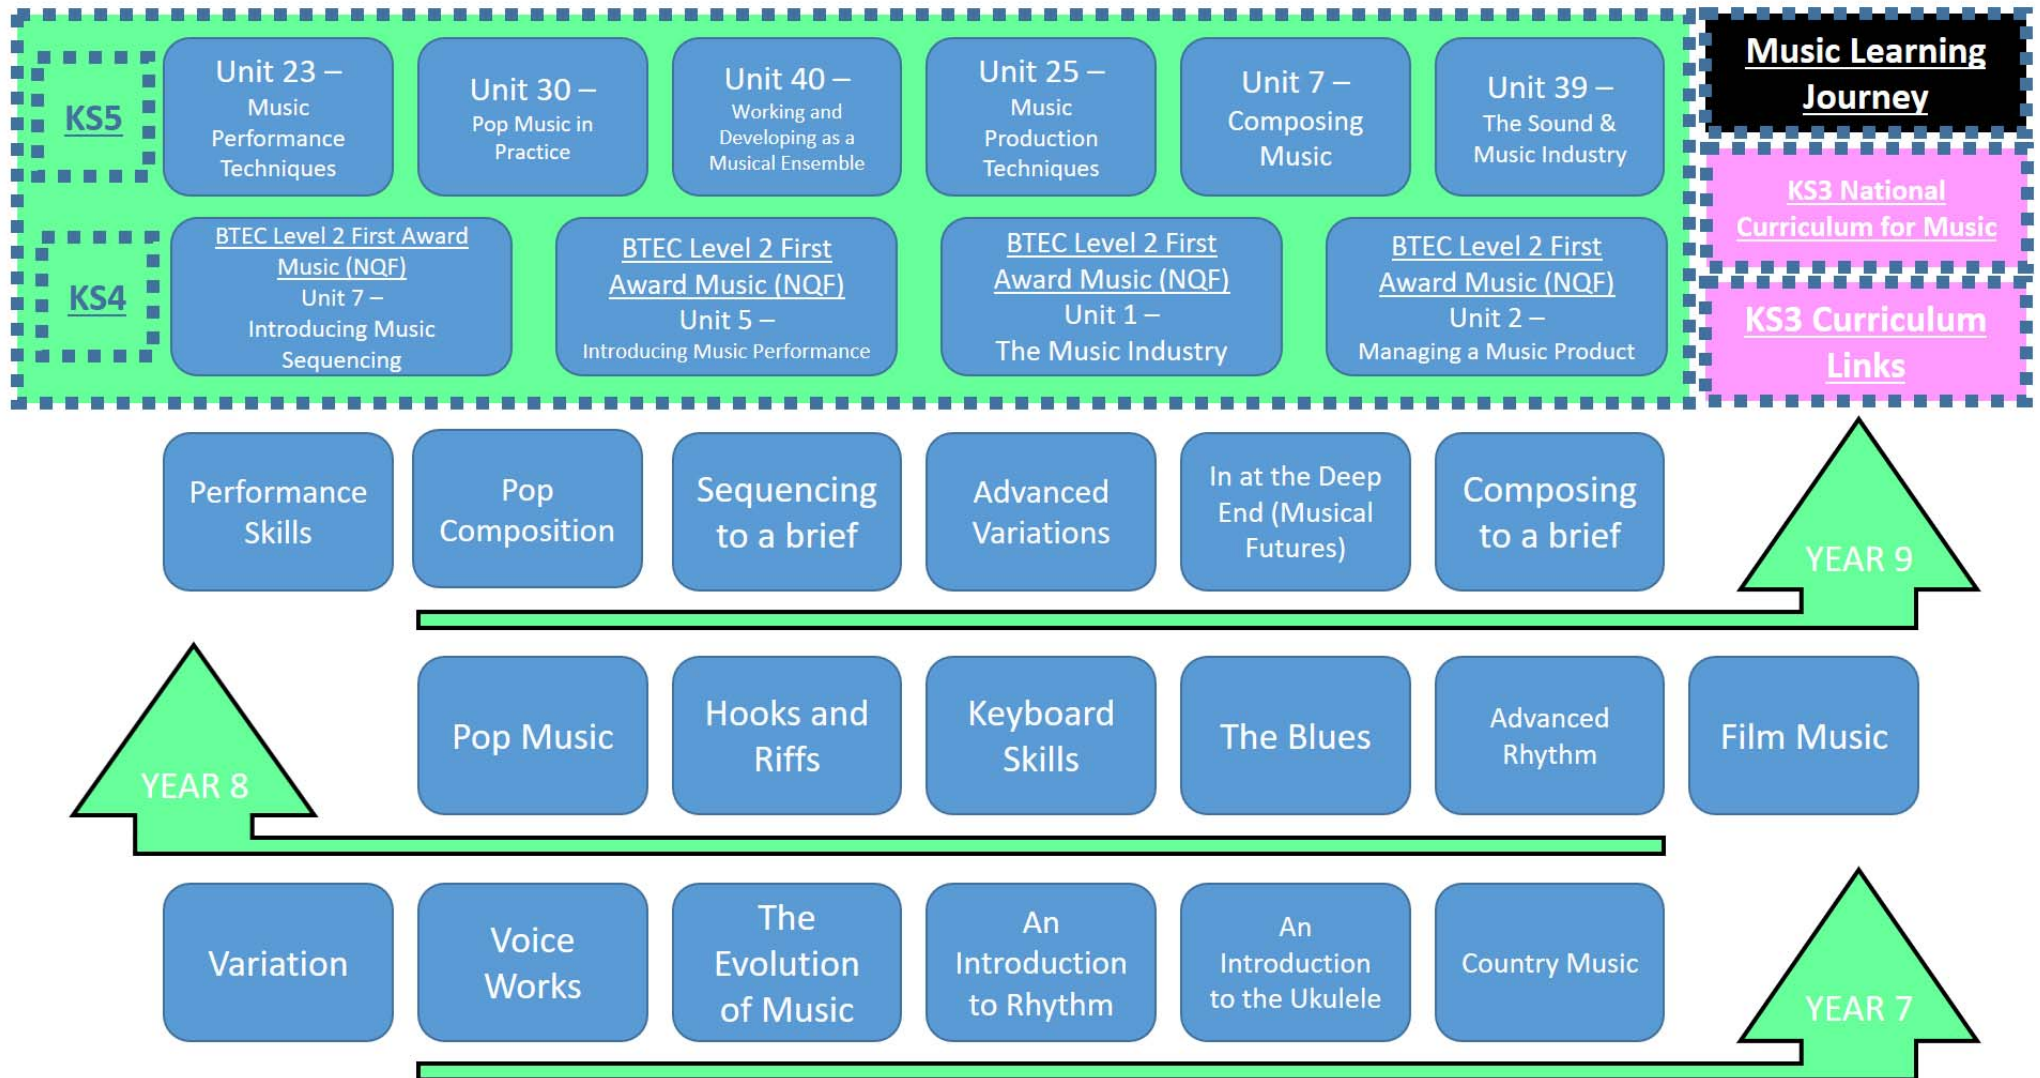 KS5
Unit 23 –
Music
Performance
Techniques
Unit 30 –
Pop Music in
Practice
Unit 40 –
Working and
Developing as a
Musical Ensemble
Unit 25 –
Music
Production
Techniques
Unit 7 –
Composing
Music
Unit 39 –
The Sound &
Music Industry
Music Learning
Journey
KS3 National
Curriculum for Music
KS3 Curriculum
Links
KS4
BTEC Level 2 First Award
Music (NQF)
Unit 7 –
Introducing Music
Sequencing
BTEC Level 2 First
Award Music (NQF)
Unit 5 –
Introducing Music Performance
BTEC Level 2 First
Award Music (NQF)
Unit 1 –
The Music Industry
BTEC Level 2 First
Award Music (NQF)
Unit 2 –
Managing a Music Product
Performance
Skills
Pop
Composition
Sequencing
to a brief
Advanced
Variations
In at the Deep
End (Musical
Futures)
Composing
to a brief
YEAR 9
YEAR 8
Pop Music
Hooks and
Riffs
Keyboard
Skills
The Blues
Advanced
Rhythm
Film Music
Variation
Voice
Works
The
Evolution
of Music
An
Introduction
to Rhythm
An
Introduction
to the Ukulele
Country Music
YEAR 7